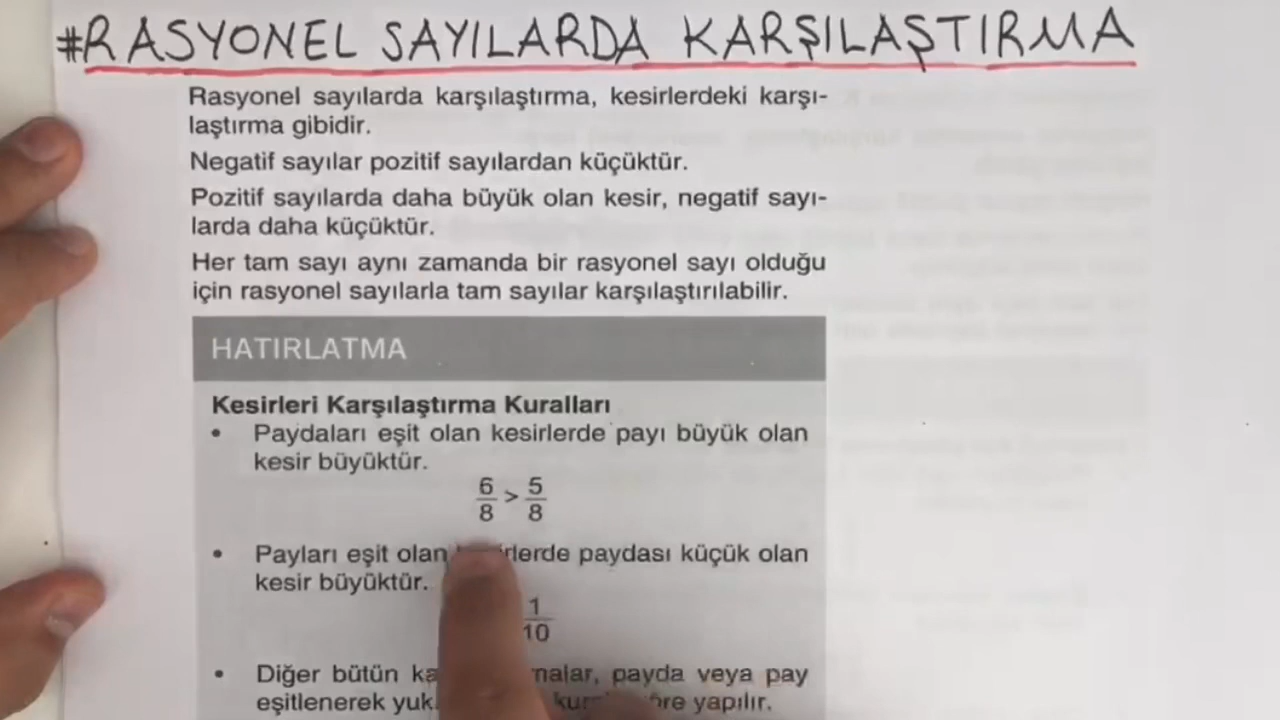 #RASYONEL SAYILARDA KARŞILAŞTIRMA
Rasyonel sayılarda karşılaştırma, kesirlerdeki karşı-
laştırma gibidir.
Negatif sayılar pozitif sayılardan küçüktür.
Pozitif sayılarda daha büyük olan kesir, negatif sayı-
larda daha küçüktür.
Her tam sayı aynı zamanda bir rasyonel sayı olduğu
için rasyonel sayılarla tam sayılar karşılaştırılabilir.
HATIRLATMA
Kesirleri Karşılaştırma Kuralları
• Paydaları eşit olan kesirlerde payı büyük olan
kesir büyüktür.
6/8 > 5/8
• Payları eşit olan paydası küçük olan
kesir büyüktür.
1/10
• Diğer bütün payda veya pay
eşitlenerek yapılır.